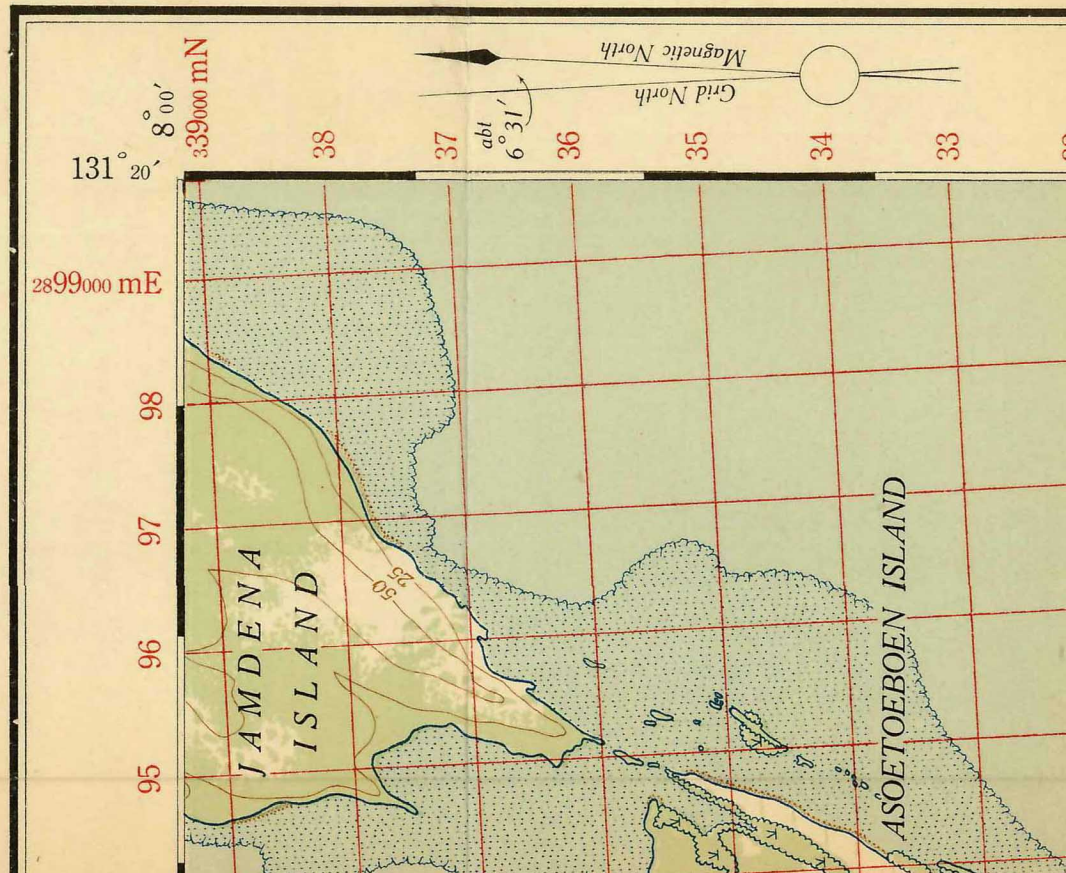 Magnetic North
Grid North
abt
6° 31′
8° 00′
339000 mN
38
37
36
35
34
33
131° 20′
2899000 mE
98
97
96
95
50
25
JAMDENA
ISLAND
ASOETOEBOEN ISLAND